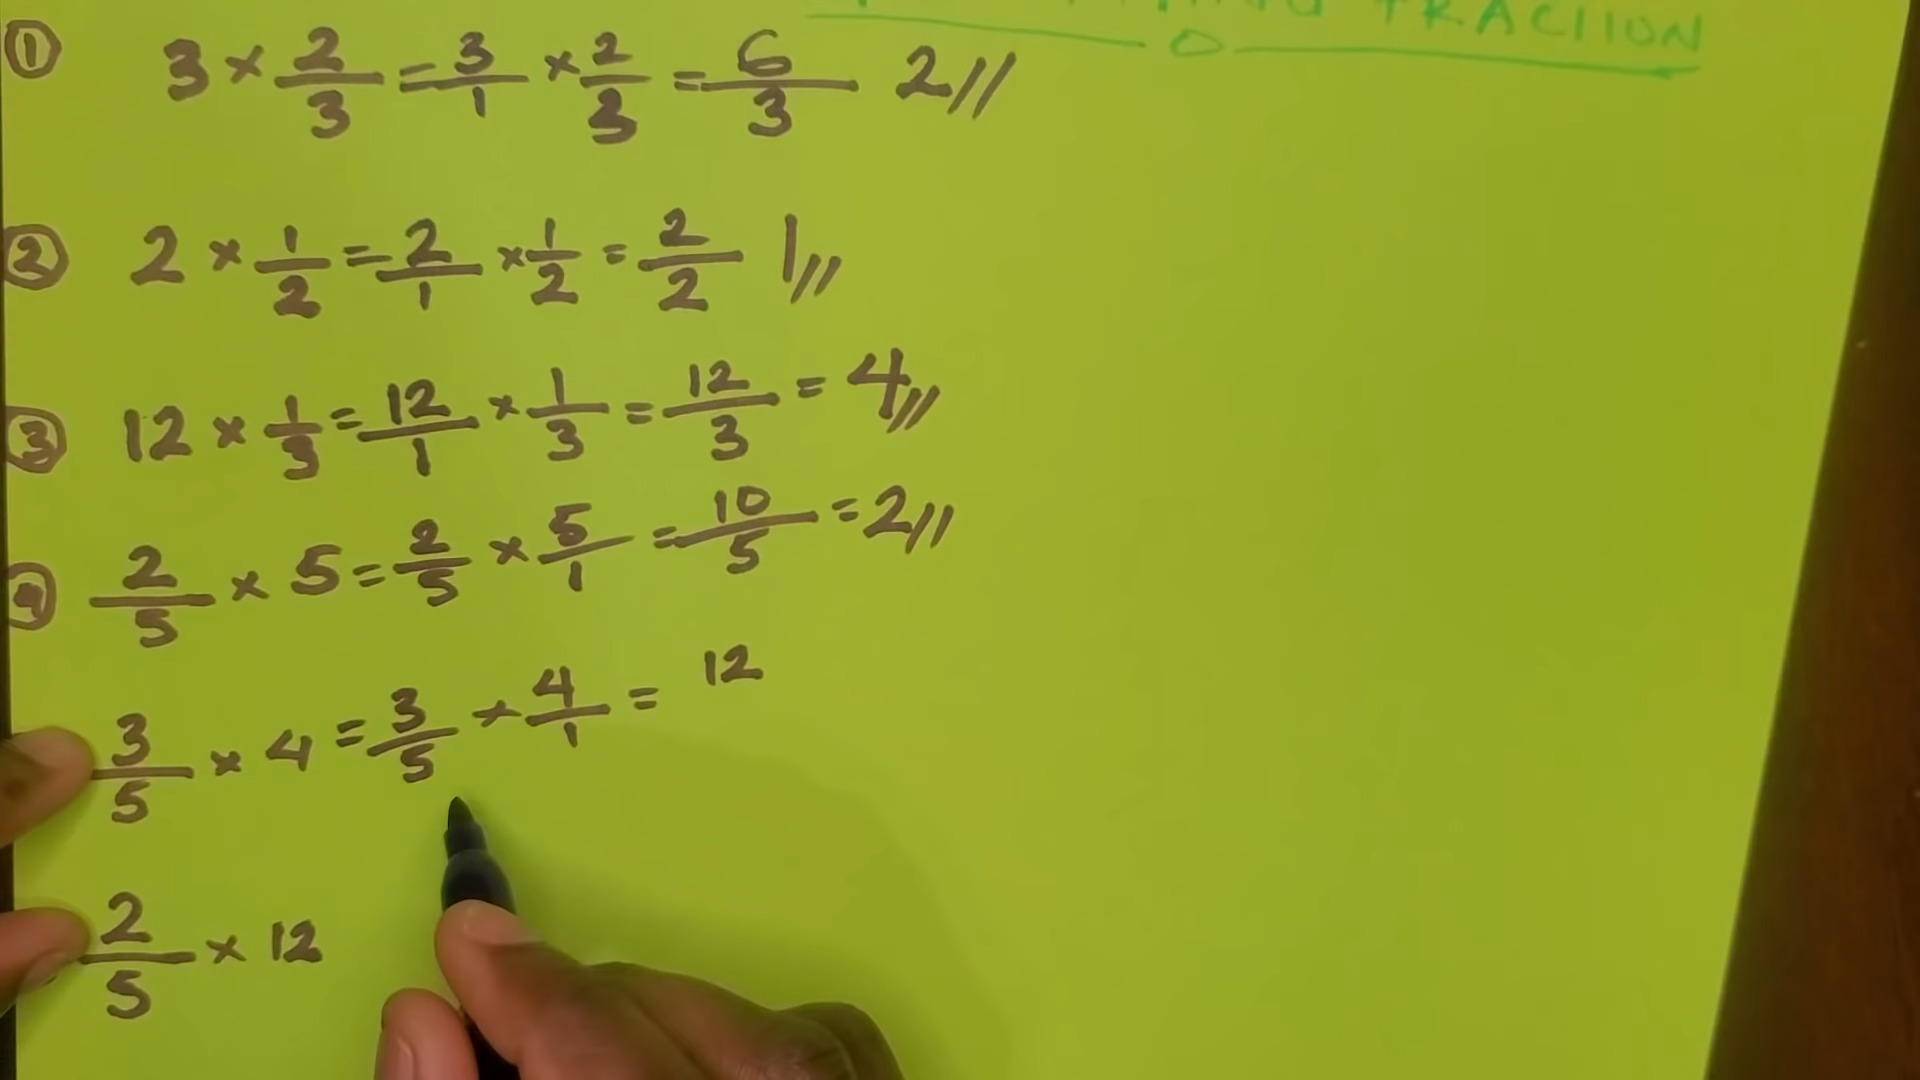 FRACTION
① 3 × 2/3 = 3/1 × 2/3 = 6/3 2//
② 2 × 1/2 = 2/1 × 1/2 = 2/2 1//
③ 12 × 1/3 = 12/1 × 1/3 = 12/3 = 4//
④ 2/5 × 5 = 2/5 × 5/1 = 10/5 = 2//
3/5 × 4 = 3/5 × 4/1 = 12
2/5 × 12